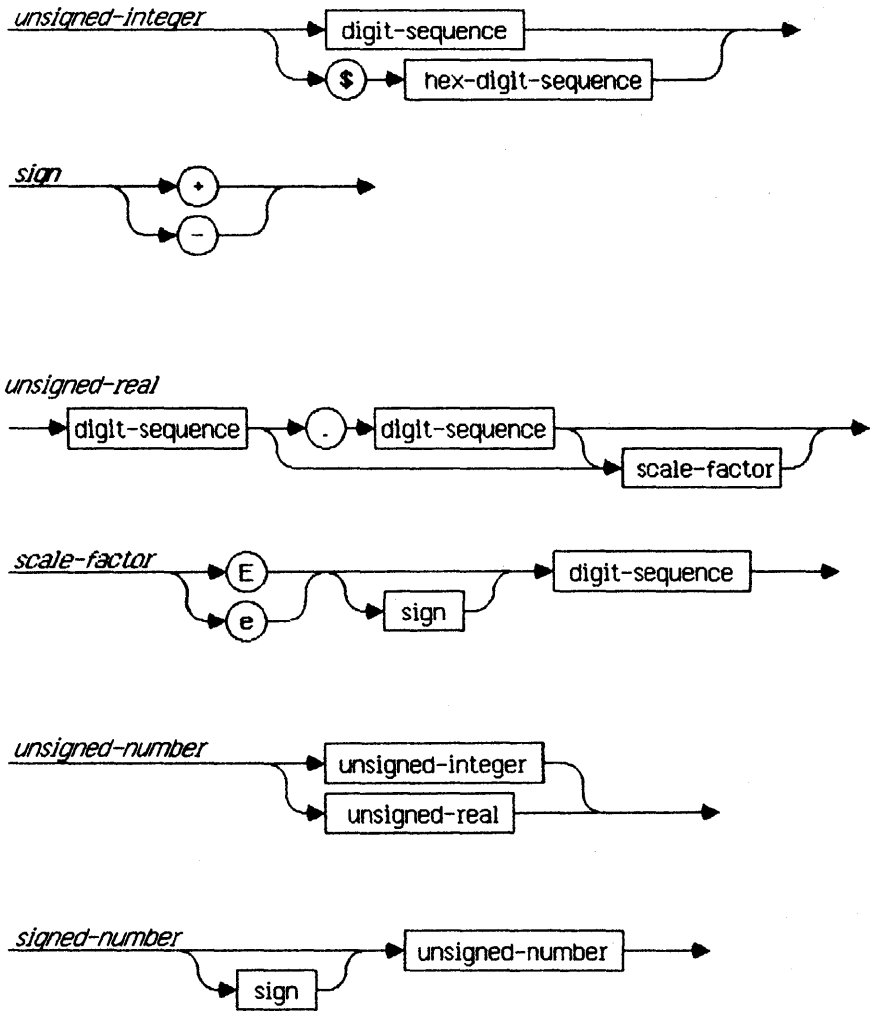 unsigned-integer
digit-sequence
$ hex-digit-sequence
sign
+
-
unsigned-real
digit-sequence . digit-sequence
scale-factor
scale-factor
E digit-sequence
e sign
unsigned-number
unsigned-integer
unsigned-real
signed-number
unsigned-number
sign